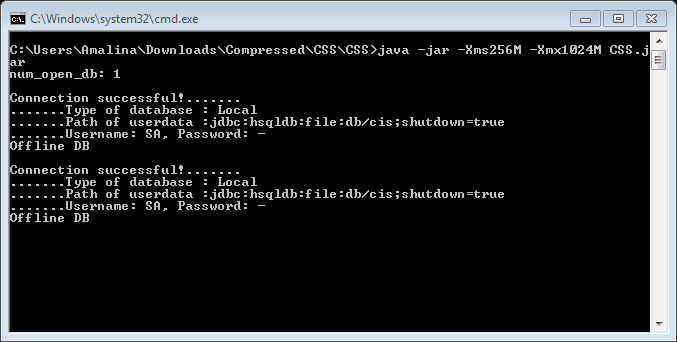 C:\Windows\system32\cmd.exe
C:\Users\Amalina\Downloads\Compressed\CSS\CSS>java -jar -Xms256M -Xmx1024M CSS.j
ar
num_open_db: 1
Connection successful!.......
.......Type of database : Local
.......Path of userdata :jdbc:hsqldb:file:db/cis;shutdown=true
.......Username: SA, Password: -
Offline DB
Connection successful!.......
.......Type of database : Local
.......Path of userdata :jdbc:hsqldb:file:db/cis;shutdown=true
.......Username: SA, Password: -
Offline DB